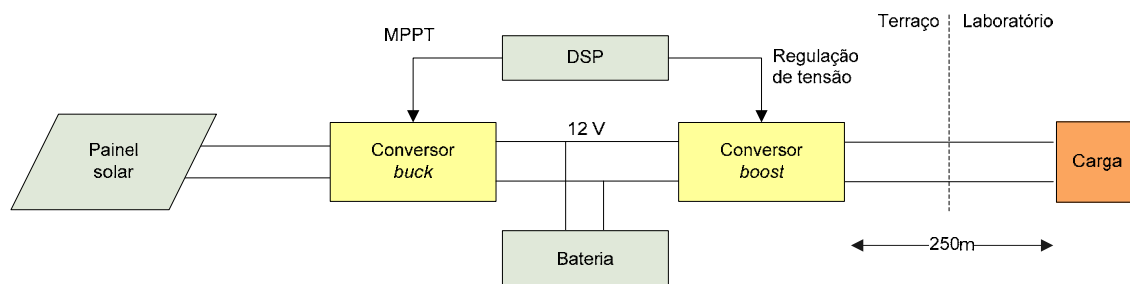 Terraço
Laboratório
MPPT
DSP
Regulação
de tensão
Painel
solar
Conversor
buck
12 V
Conversor
boost
Carga
250m
Bateria